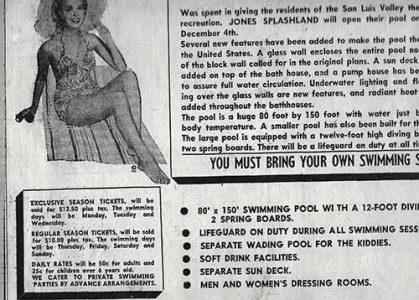 Was spent in giving the residents of the San Luis Valley the
recreation. JONES SPLASHLAND will open their pool on
December 4th.
Several new features have been added to make the pool the
the United States. A glass wall encloses the entire pool
of the block wall called for in the original plans. A sun deck
added on top of the bath house, and a pump house has be
to assure full water circulation. Underwater lighting and fl
ing over the glass walls are new features, and radiant heat
added throughout the bathhouses.
The pool is a huge 80 foot by 150 foot with water just b
body temperature. A smaller pool has also been built for th
The large pool is equipped with a twelve-foot high diving b
two spring boards. There will be a lifeguard on duty at all ti
YOU MUST BRING YOUR OWN SWIMMING S
EXCLUSIVE SEASON TICKETS, will be
sold for $12.50 plus tax. The swimming
days will be Monday, Tuesday and
Wednesday.
REGULAR SEASON TICKETS, will be sold
for $10.00 plus tax. The swimming days
will be Thursday, Friday, Saturday and
Sunday.
DAILY RATES will be 50c for adults and
25c for children over 6 years old.
WE CATER TO PRIVATE SWIMMING
PARTIES BY ADVANCE ARRANGEMENTS.
● 80' x 150' SWIMMING POOL WITH A 12-FOOT DIVI
2 SPRING BOARDS.
● LIFEGUARD ON DUTY DURING ALL SWIMMING SESS
● SEPARATE WADING POOL FOR THE KIDDIES.
● SOFT DRINK FACILITIES.
● SEPARATE SUN DECK.
● MEN AND WOMEN'S DRESSING ROOMS.